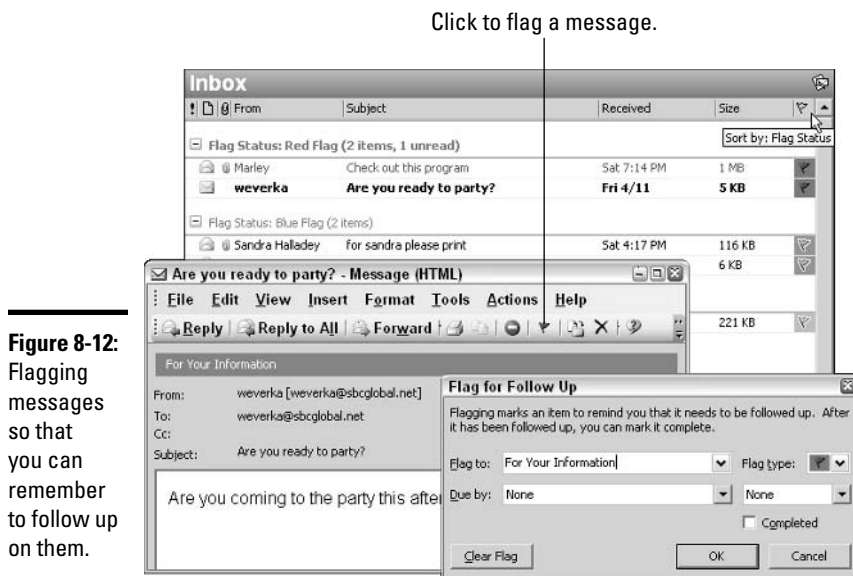 Click to flag a message.
Inbox
! From Subject Received Size
Sort by: Flag Status
Flag Status: Red Flag (2 items, 1 unread)
Marley Check out this program Sat 7:14 PM 1 MB
weverka Are you ready to party? Fri 4/11 5 KB
Flag Status: Blue Flag (2 items)
Sandra Halladey for sandra please print Sat 4:17 PM 116 KB
6 KB
221 KB
Are you ready to party? - Message (HTML)
File Edit View Insert Format Tools Actions Help
Reply Reply to All Forward
For Your Information
From: weverka [weverka@sbcglobal.net]
To: weverka@sbcglobal.net
Cc:
Subject: Are you ready to party?
Are you coming to the party this after
Flag for Follow Up
Flagging marks an item to remind you that it needs to be followed up. After
it has been followed up, you can mark it complete.
Flag to: For Your Information Flag type:
Due by: None None
Completed
Clear Flag OK Cancel
Figure 8-12:
Flagging
messages
so that
you can
remember
to follow up
on them.